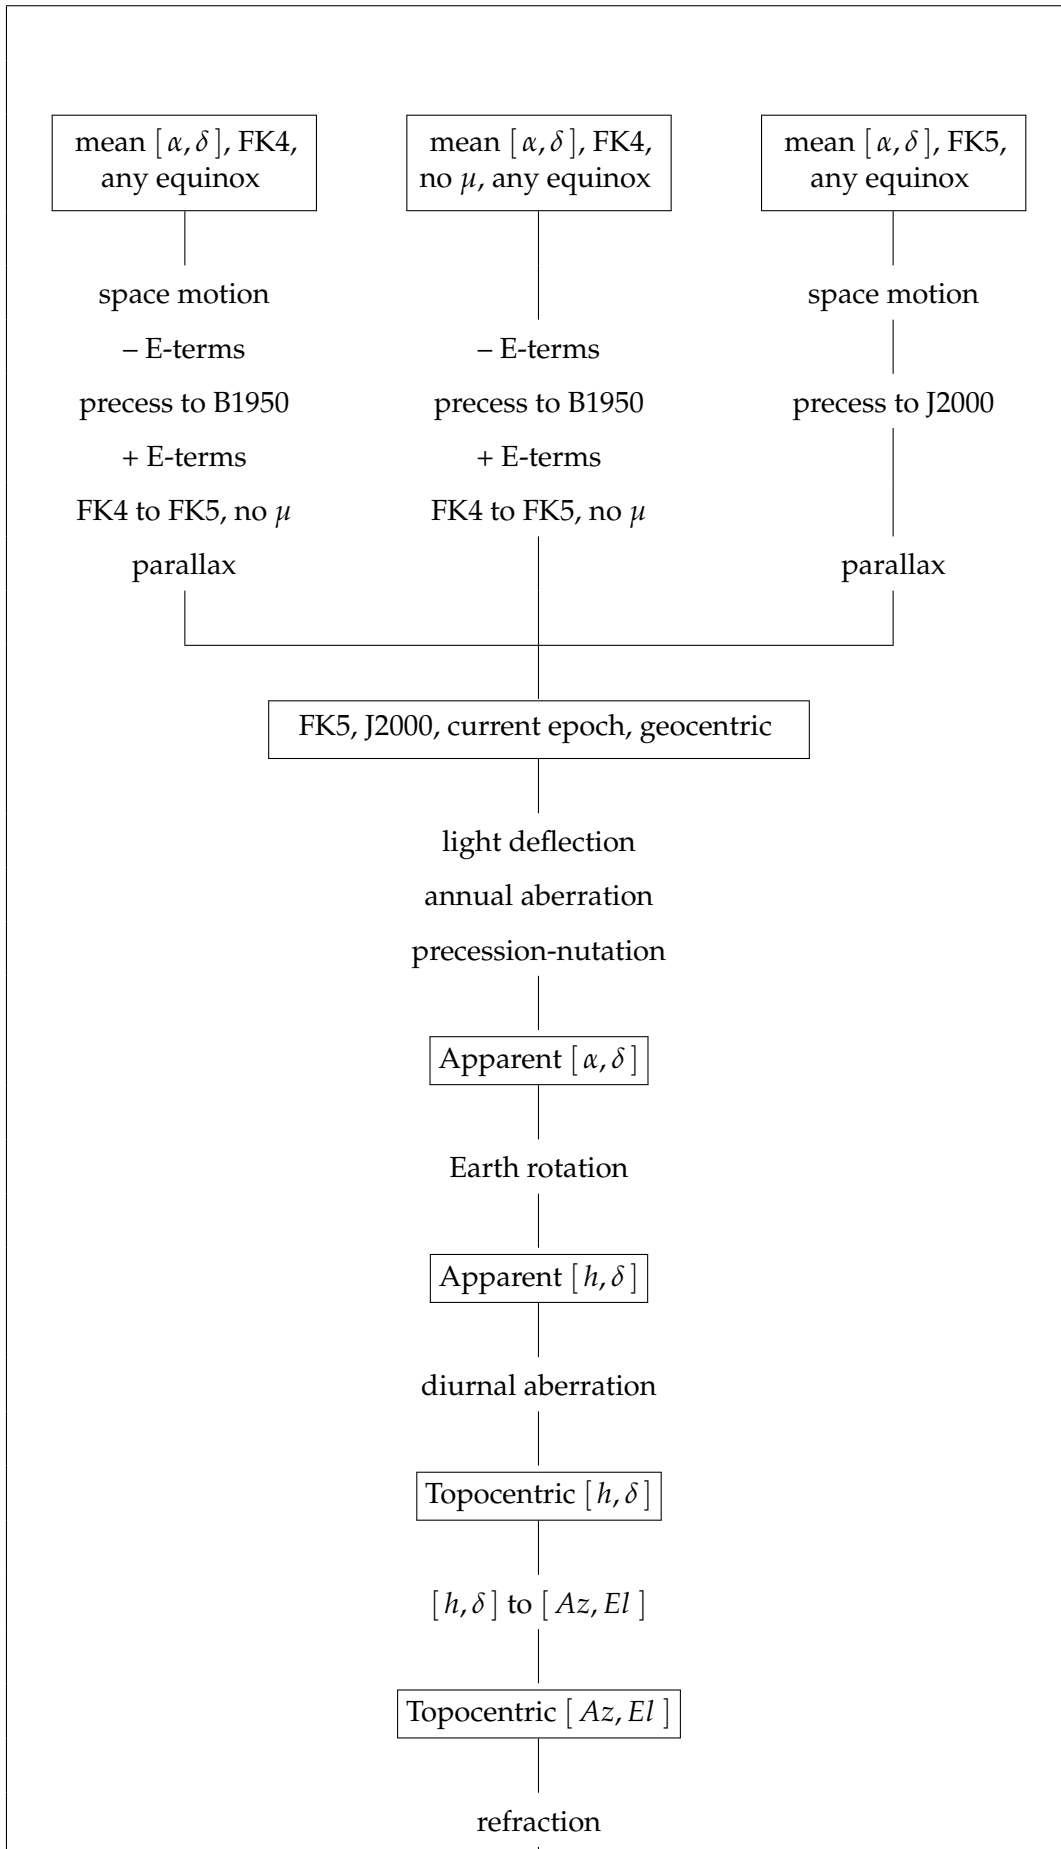 mean [ α, δ ], FK4,
any equinox
mean [ α, δ ], FK4,
no μ, any equinox
mean [ α, δ ], FK5,
any equinox
space motion
– E-terms
precess to B1950
+ E-terms
FK4 to FK5, no μ
parallax
– E-terms
precess to B1950
+ E-terms
FK4 to FK5, no μ
space motion
precess to J2000
parallax
FK5, J2000, current epoch, geocentric
light deflection
annual aberration
precession-nutation
Apparent [ α, δ ]
Earth rotation
Apparent [ h, δ ]
diurnal aberration
Topocentric [ h, δ ]
[ h, δ ] to [ Az, El ]
Topocentric [ Az, El ]
refraction